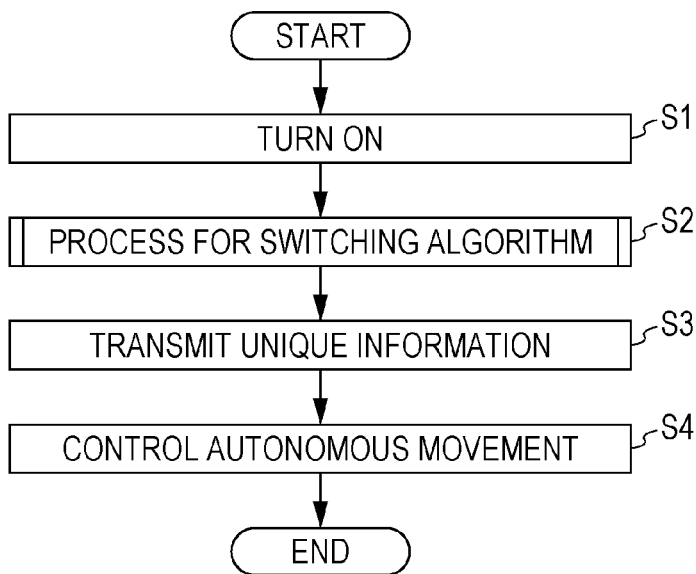 START
TURN ON
S1
PROCESS FOR SWITCHING ALGORITHM
S2
TRANSMIT UNIQUE INFORMATION
S3
CONTROL AUTONOMOUS MOVEMENT
S4
END